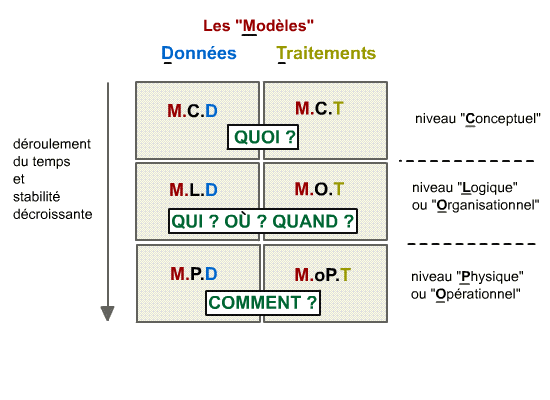 Les "Modèles"
Données Traitements
M.C.D M.C.T
QUOI ?
niveau "Conceptuel"
déroulement
du temps
et
stabilité
décroissante
M.L.D M.O.T
QUI ? OÙ ? QUAND ?
niveau "Logique"
ou "Organisationnel"
M.P.D M.oP.T
COMMENT ?
niveau "Physique"
ou "Opérationnel"